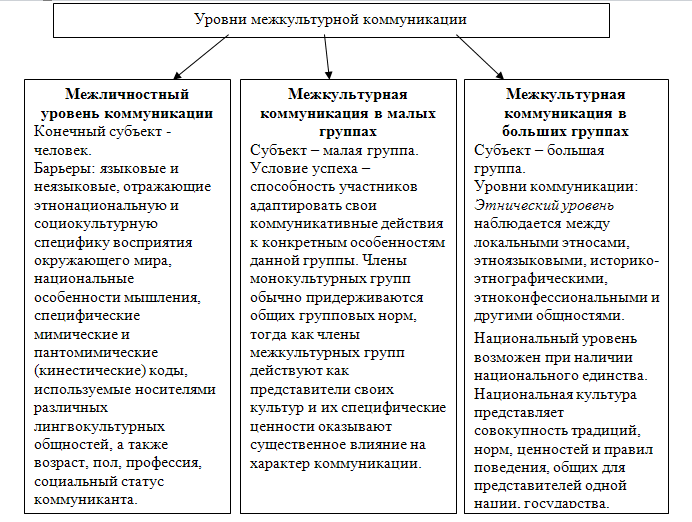 Уровни межкультурной коммуникации
Межличностный
уровень коммуникации
Конечный субъект -
человек.
Барьеры: языковые и
неязыковые, отражающие
этнонациональную и
социокультурную
специфику восприятия
окружающего мира,
национальные
особенности мышления,
специфические
мимические и
пантомимические
(кинестические) коды,
используемые носителями
различных
лингвокультурных
общностей, а также
возраст, пол, профессия,
социальный статус
коммуниканта.
Межкультурная
коммуникация в малых
группах
Субъект – малая группа.
Условие успеха –
способность участников
адаптировать свои
коммуникативные действия
к конкретным особенностям
данной группы. Члены
монокультурных групп
обычно придерживаются
общих групповых норм,
тогда как члены
межкультурных групп
действуют как
представители своих
культур и их специфические
ценности оказывают
существенное влияние на
характер коммуникации.
Межкультурная
коммуникация в
больших группах
Субъект – большая
группа.
Уровни коммуникации:
Этнический уровень
наблюдается между
локальными этносами,
этноязыковыми, историко-
этнографическими,
этноконфессиональными и
другими общностями.
Национальный уровень
возможен при наличии
национального единства.
Национальная культура
представляет
совокупность традиций,
норм, ценностей и правил
поведения, общих для
представителей одной
нации, государства.